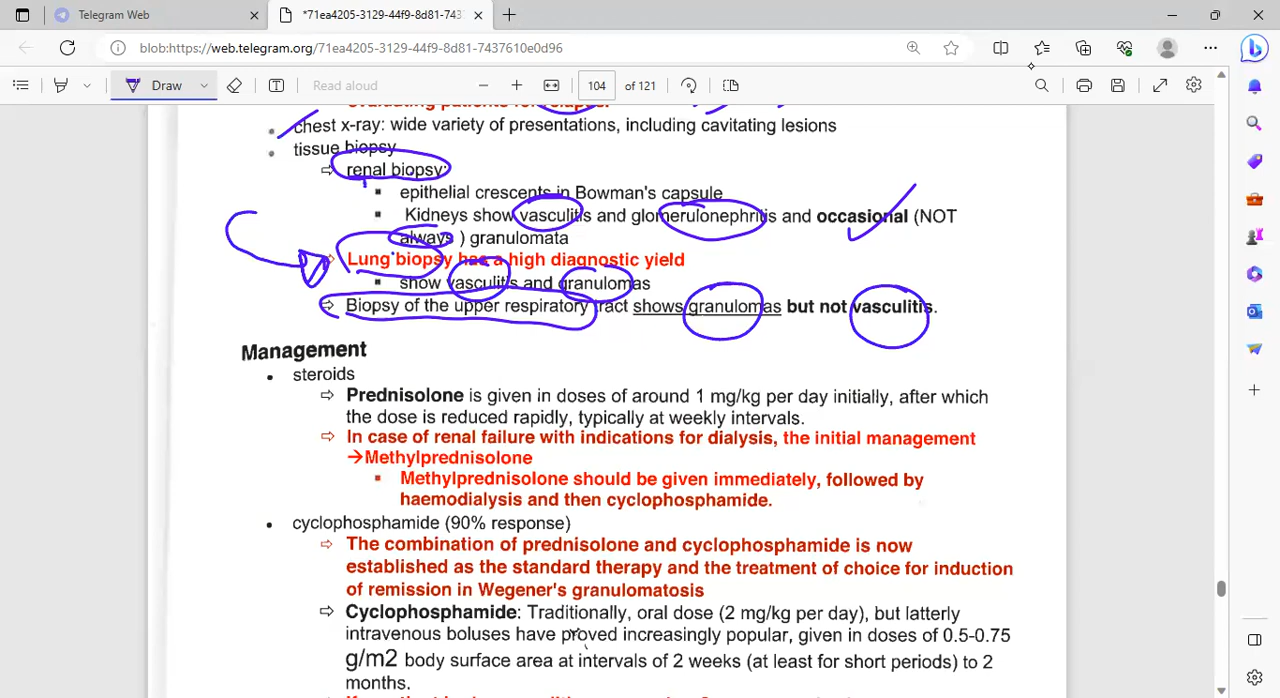 Telegram Web
*71ea4205-3129-44f9-8d81-743
blob:https://web.telegram.org/71ea4205-3129-44f9-8d81-7437610e0d96
Draw
Read aloud
104 of 121
evaluating patients for relapse.
• chest x-ray: wide variety of presentations, including cavitating lesions
• tissue biopsy
⇨ renal biopsy:
▪ epithelial crescents in Bowman's capsule
▪ Kidneys show vasculitis and glomerulonephritis and occasional (NOT
always ) granulomata
Lung biopsy has a high diagnostic yield
▪ show vasculitis and granulomas
⇨ Biopsy of the upper respiratory tract shows granulomas but not vasculitis.
Management
• steroids
⇨ Prednisolone is given in doses of around 1 mg/kg per day initially, after which
the dose is reduced rapidly, typically at weekly intervals.
⇨ In case of renal failure with indications for dialysis, the initial management
→Methylprednisolone
▪ Methylprednisolone should be given immediately, followed by
haemodialysis and then cyclophosphamide.
• cyclophosphamide (90% response)
⇨ The combination of prednisolone and cyclophosphamide is now
established as the standard therapy and the treatment of choice for induction
of remission in Wegener's granulomatosis
⇨ Cyclophosphamide: Traditionally, oral dose (2 mg/kg per day), but latterly
intravenous boluses have proved increasingly popular, given in doses of 0.5-0.75
g/m2 body surface area at intervals of 2 weeks (at least for short periods) to 2
months.